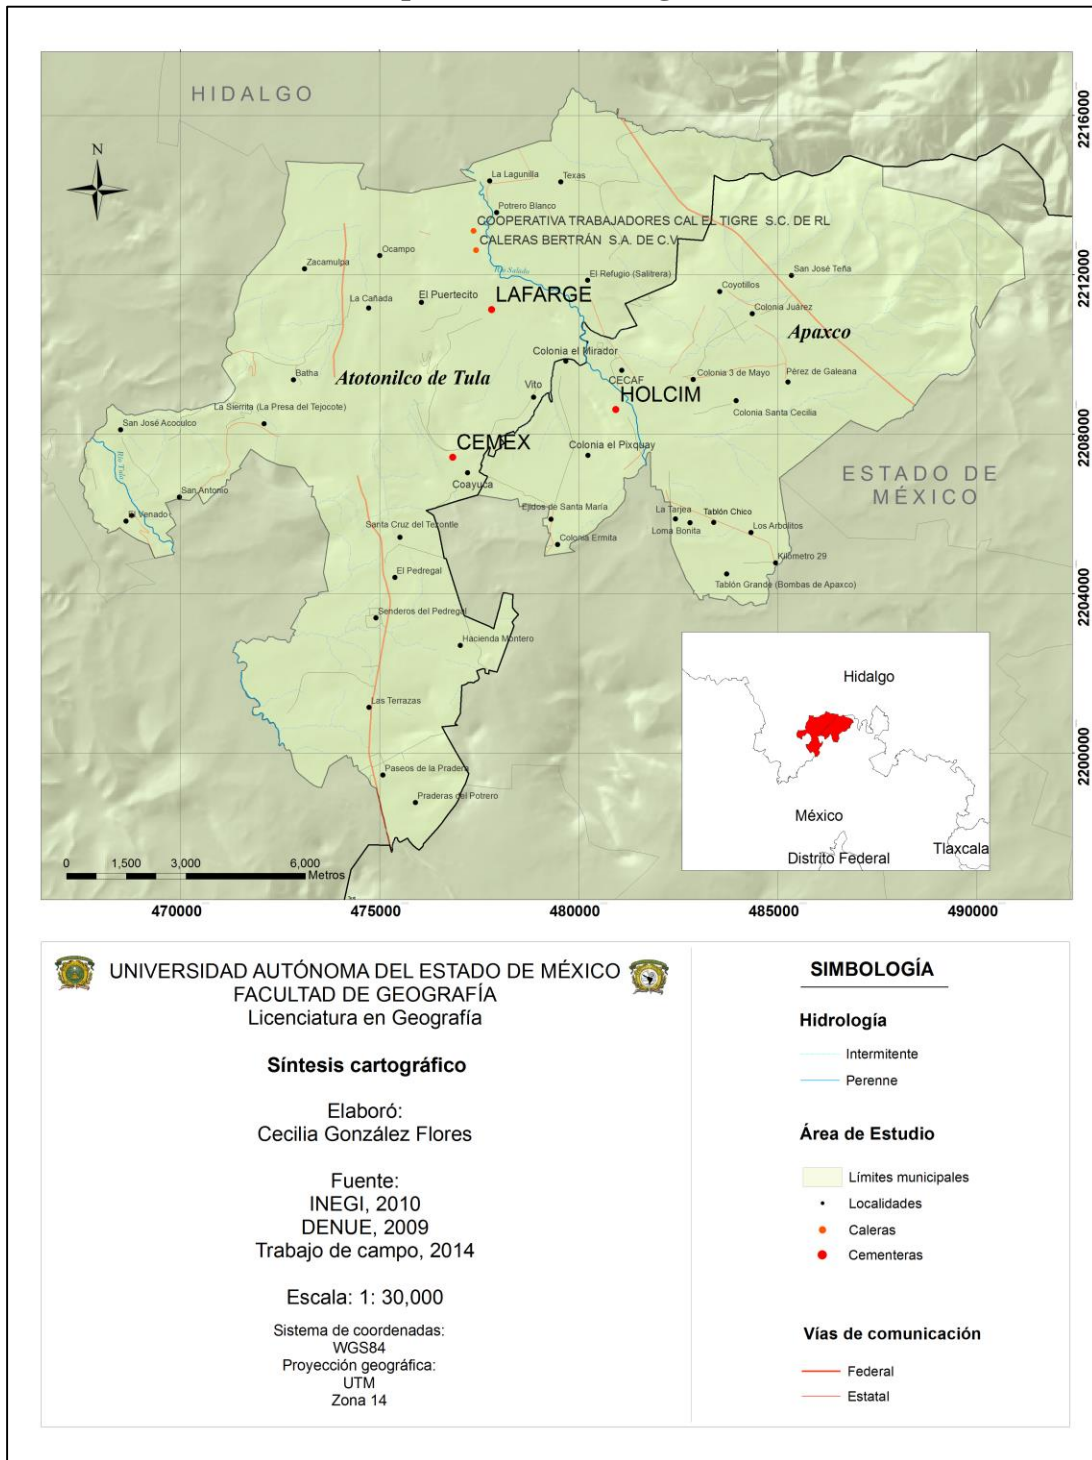 HIDALGO
2216000
N
La Lagunilla
Texas
Potrero Blanco
COOPERATIVA TRABAJADORES CAL EL TIGRE S.C. DE RL
CALERAS BERTRÁN S.A. DE C.V.
Ocampo
Zacamulpa
Río Salado
El Refugio (Salitrera)
San José Teña
2212000
Coyotillos
La Cañada
El Puertecito
LAFARGE
Colonia Juárez
Apaxco
Colonia el Mirador
Batha
Atotonilco de Tula
Vito
CECAF
Colonia 3 de Mayo
Pérez de Galeana
HOLCIM
La Sierrita (La Presa del Tejocote)
Colonia Santa Cecilia
San José Acoculco
2208000
CEMEX
Colonia el Pixquay
Río Tula
Coayuca
ESTADO DE
MÉXICO
San Antonio
El Venado
Ejidos de Santa María
La Tarjea
Tablón Chico
Santa Cruz del Tezontle
Loma Bonita
Los Arbolitos
Colonia Ermita
Kilómetro 29
El Pedregal
Tablón Grande (Bombas de Apaxco)
2204000
Senderos del Pedregal
Hacienda Montero
Hidalgo
Las Terrazas
2200000
Paseos de la Pradera
Praderas del Potrero
México
Distrito Federal
Tlaxcala
0 1,500 3,000 6,000
Metros
470000 475000 480000 485000 490000
UNIVERSIDAD AUTÓNOMA DEL ESTADO DE MÉXICO
FACULTAD DE GEOGRAFÍA
Licenciatura en Geografía
Síntesis cartográfico
Elaboró:
Cecilia González Flores
Fuente:
INEGI, 2010
DENUE, 2009
Trabajo de campo, 2014
Escala: 1: 30,000
Sistema de coordenadas:
WGS84
Proyección geográfica:
UTM
Zona 14
SIMBOLOGÍA
Hidrología
Intermitente
Perenne
Área de Estudio
Límites municipales
Localidades
Caleras
Cementeras
Vías de comunicación
Federal
Estatal